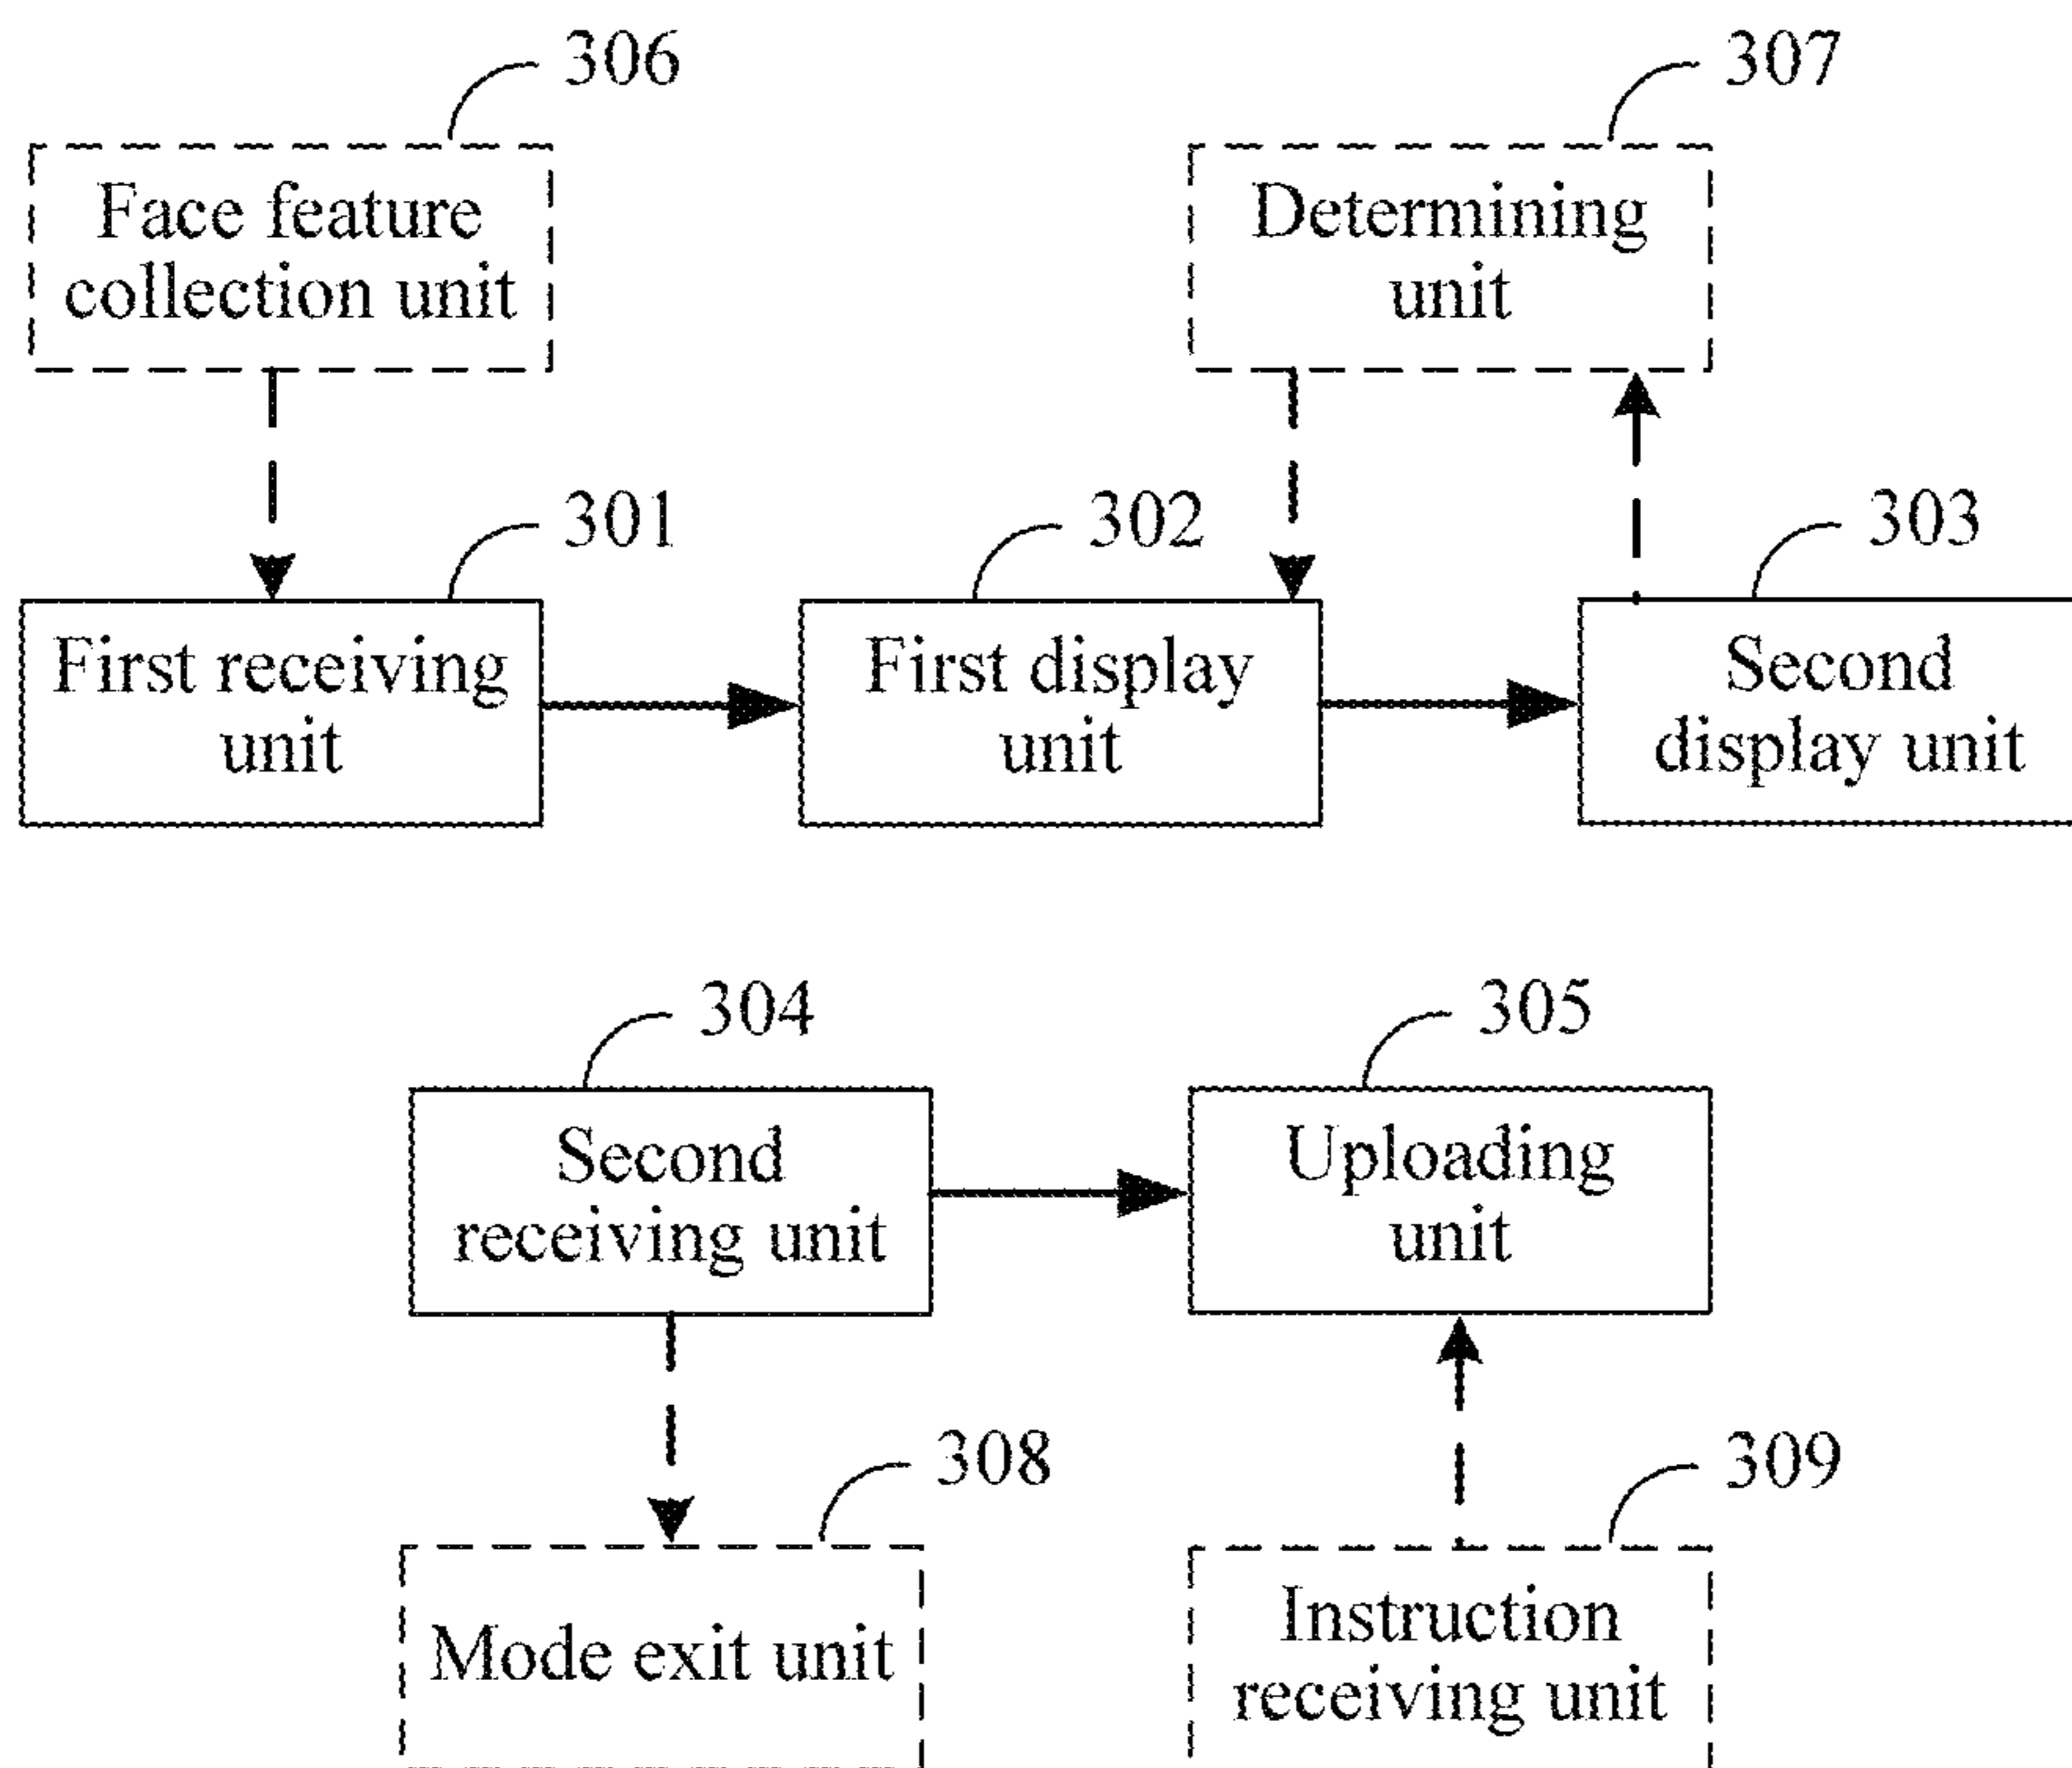 306
307
Face feature
collection unit
Determining
unit
301
302
303
First receiving
unit
First display
unit
Second
display unit
304
305
Second
receiving unit
Uploading
unit
308
309
Mode exit unit
Instruction
receiving unit